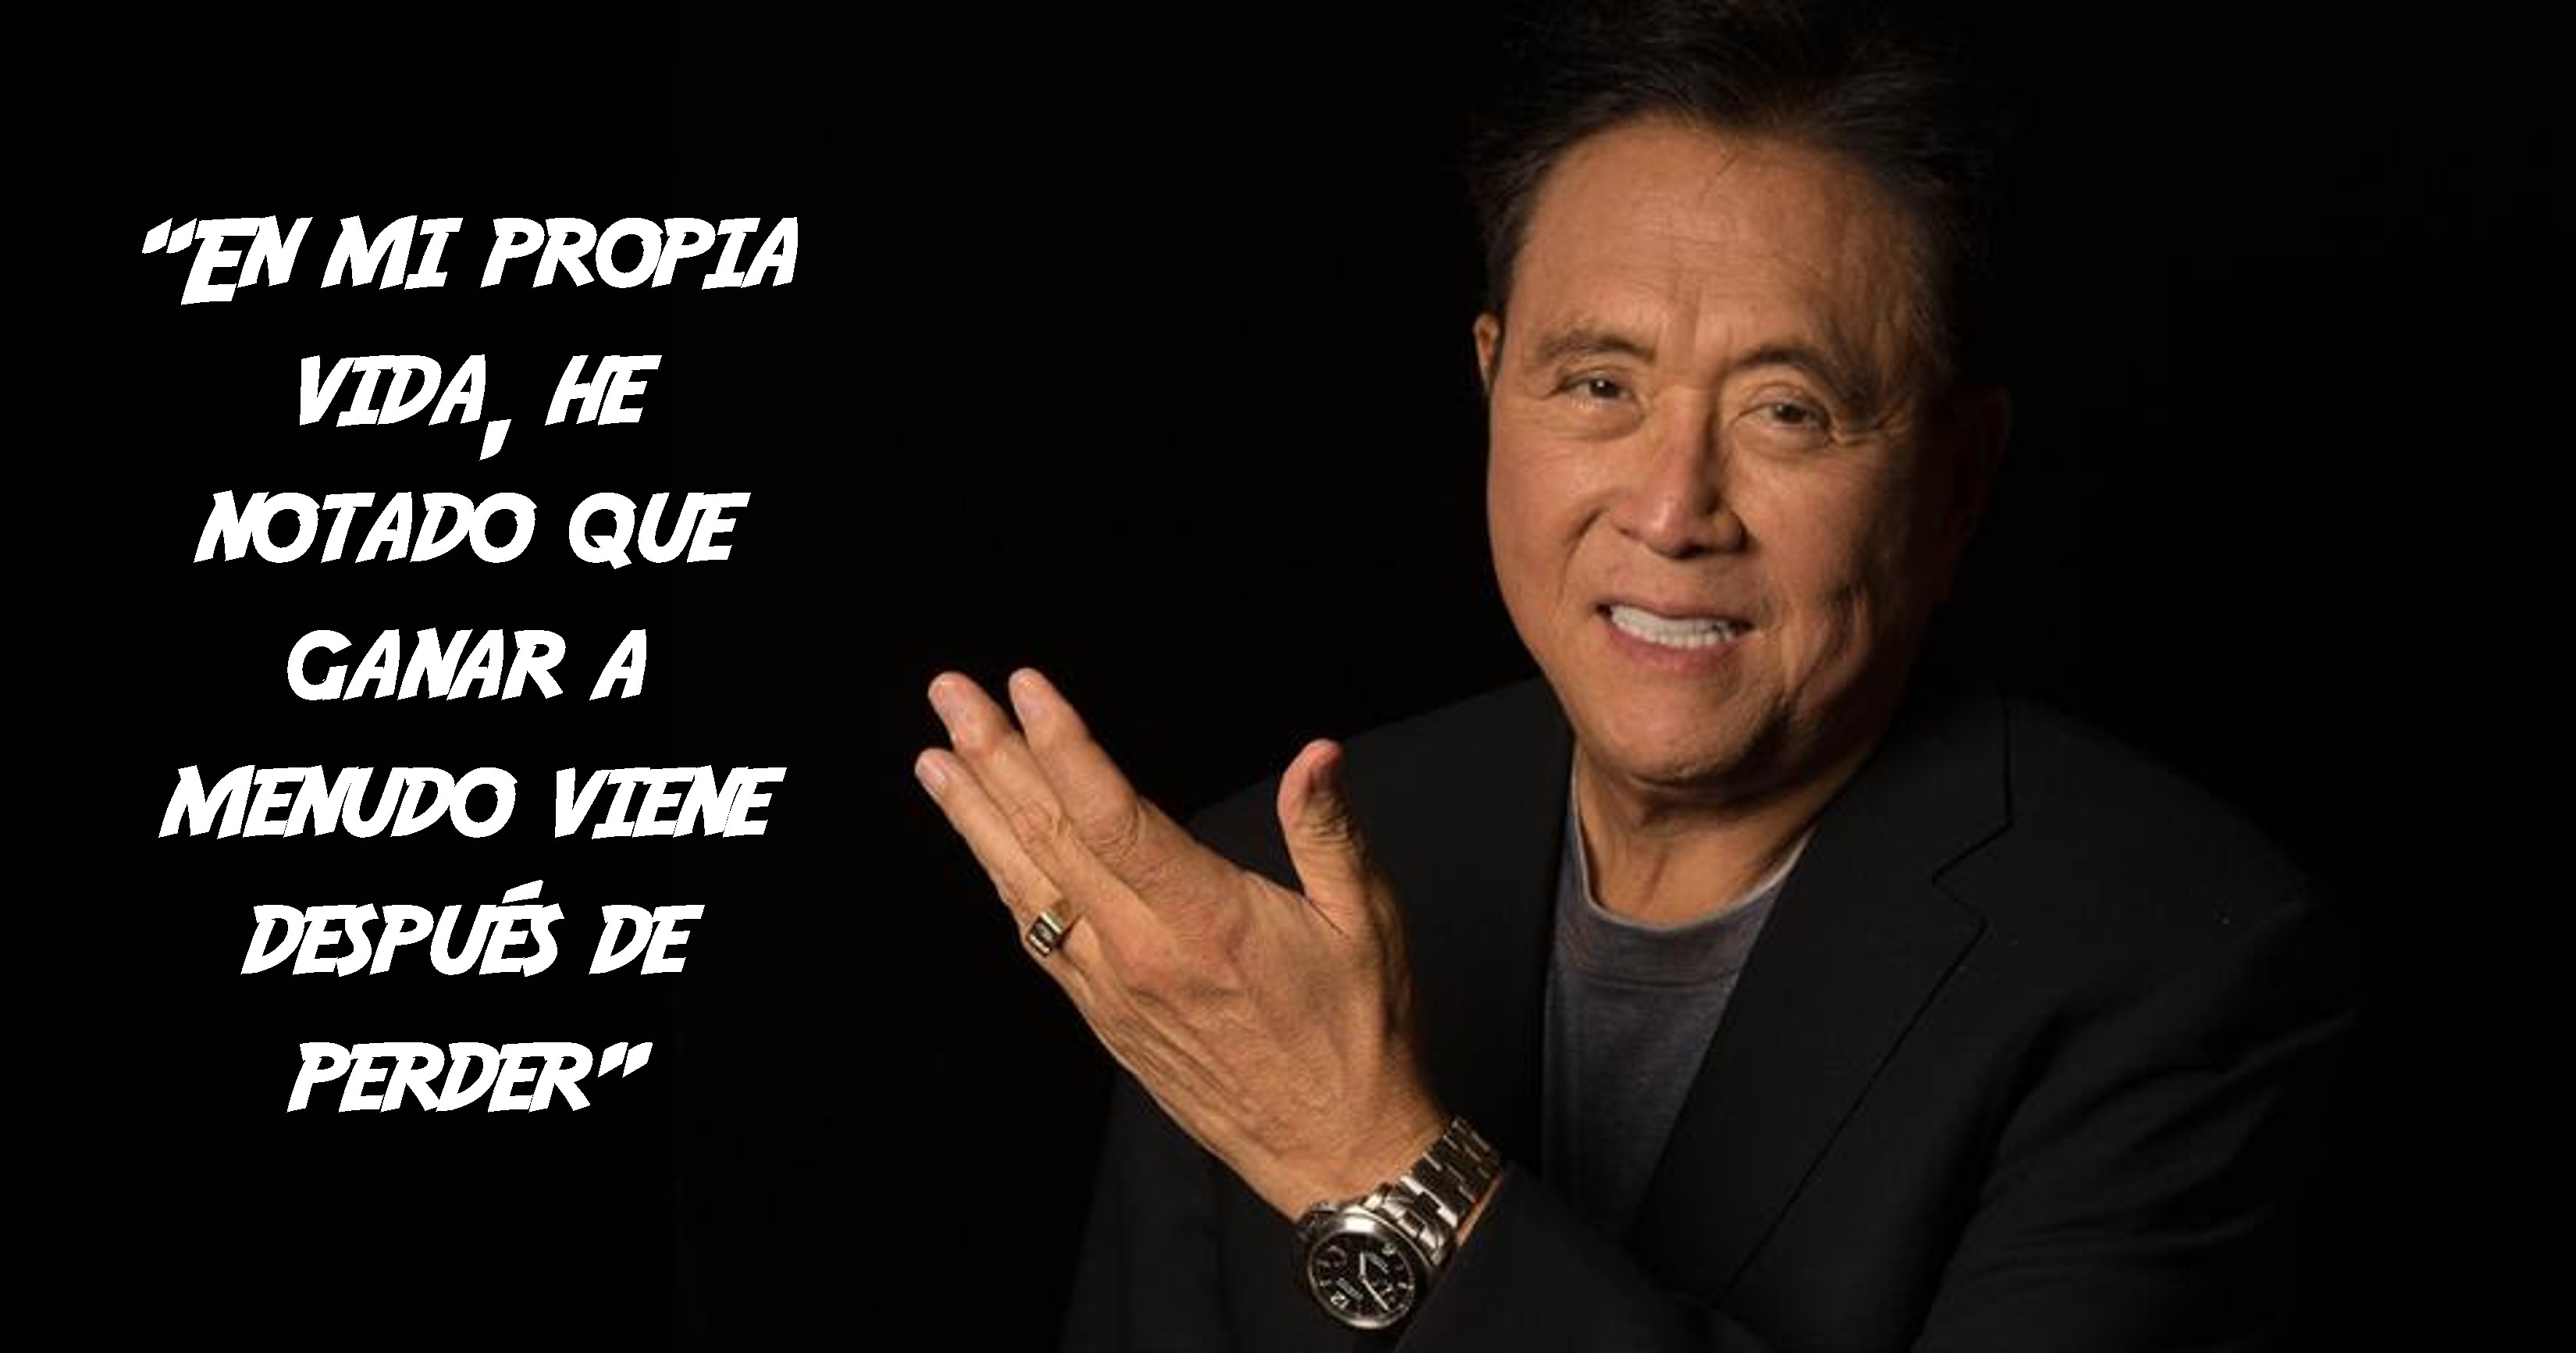 "EN MI PROPIA
VIDA, HE
NOTADO QUE
GANAR A
MENUDO VIENE
DESPUÉS DE
PERDER"